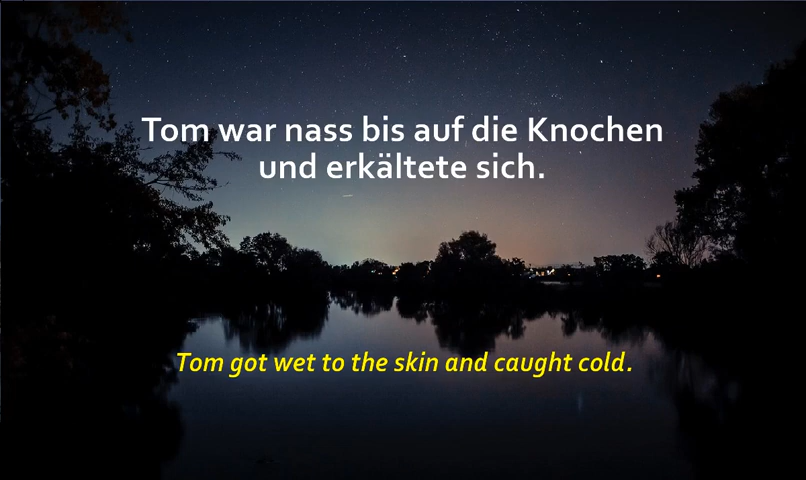 Tom war nass bis auf die Knochen
und erkältete sich.
Tom got wet to the skin and caught cold.